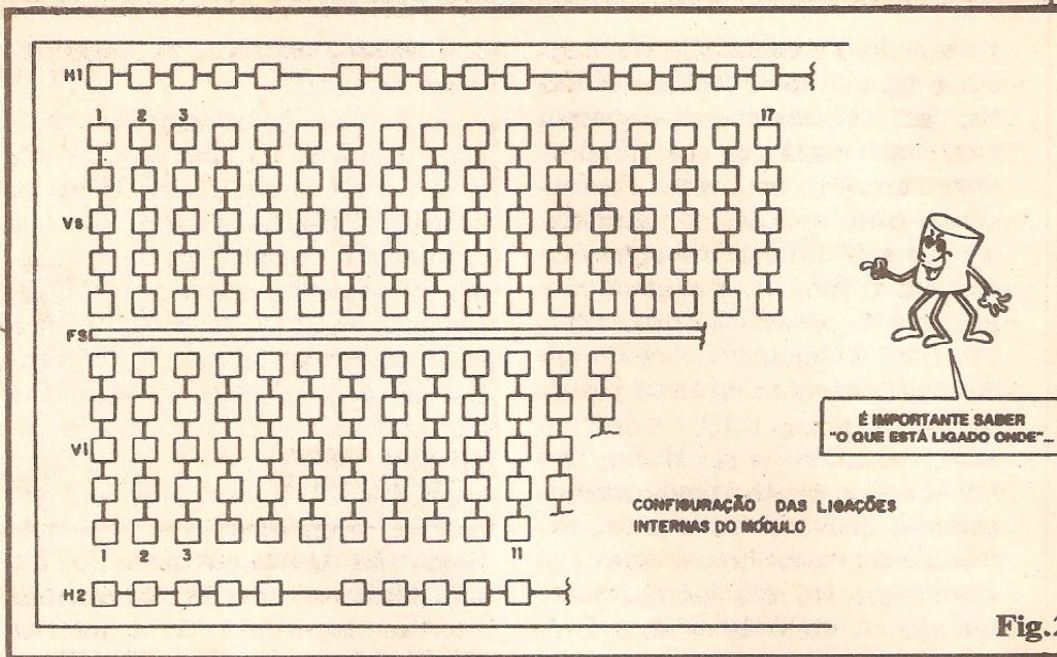 H1
1 2 3 17
Vs
FS
É IMPORTANTE SABER
"O QUE ESTÁ LIGADO ONDE"...
Vi
CONFIGURAÇÃO DAS LIGAÇÕES
INTERNAS DO MÓDULO
1 2 3 11
H2
Fig.2